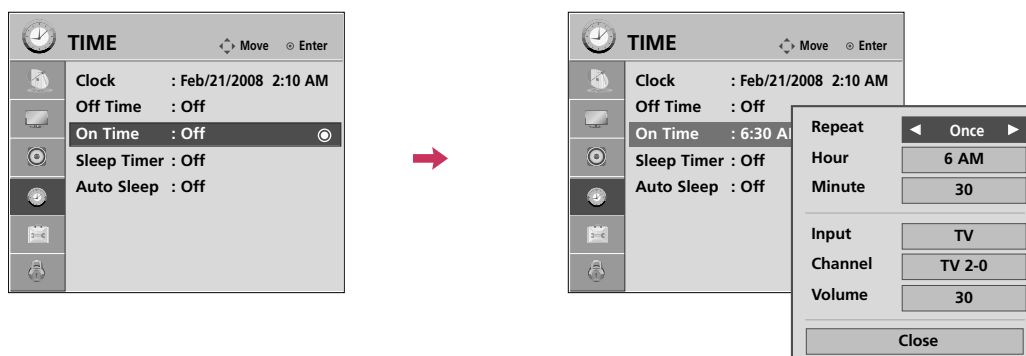 TIME
Move Enter
Clock : Feb/21/2008 2:10 AM
Off Time : Off
On Time : Off
Sleep Timer : Off
Auto Sleep : Off
TIME
Move Enter
Clock : Feb/21/2008 2:10 AM
Off Time : Off
On Time : 6:30 A
Sleep Timer : Off
Auto Sleep : Off
Repeat Once
Hour 6 AM
Minute 30
Input TV
Channel TV 2-0
Volume 30
Close